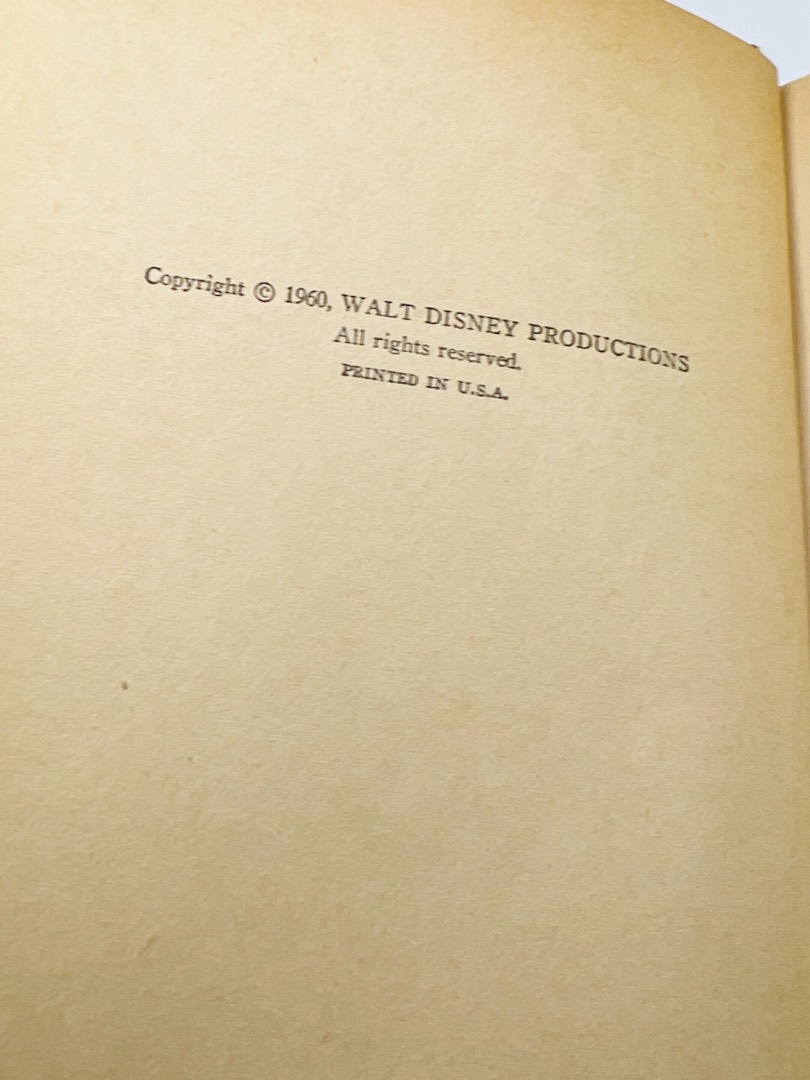 Copyright © 1960, WALT DISNEY PRODUCTIONS
All rights reserved.
PRINTED IN U.S.A.